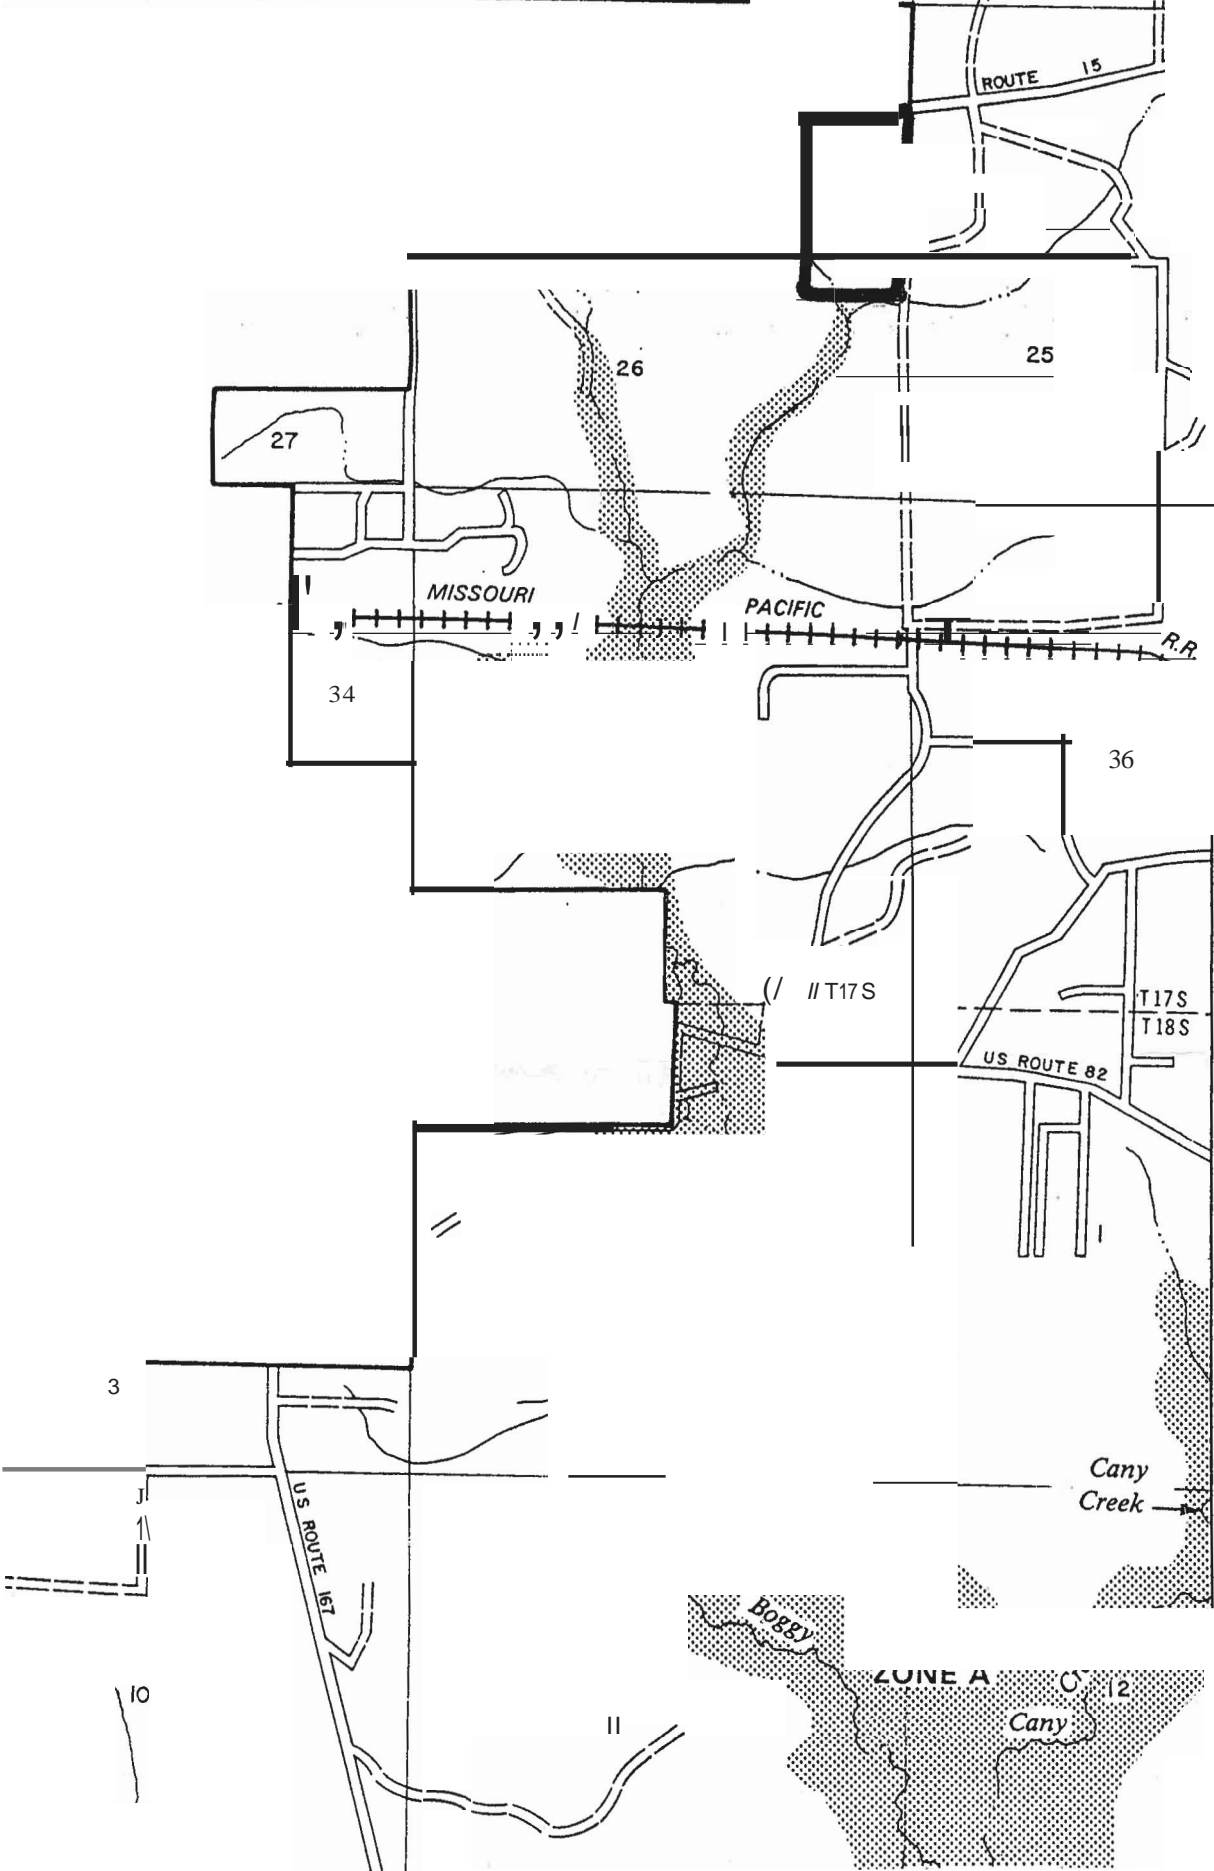 ROUTE 15
26
25
27
MISSOURI
PACIFIC
R.R.
34
36
(/ // T17S
T17S
T18S
US ROUTE 82
3
Cany
Creek
US ROUTE 167
Boggy
ZONE A
12
10
Cany
11